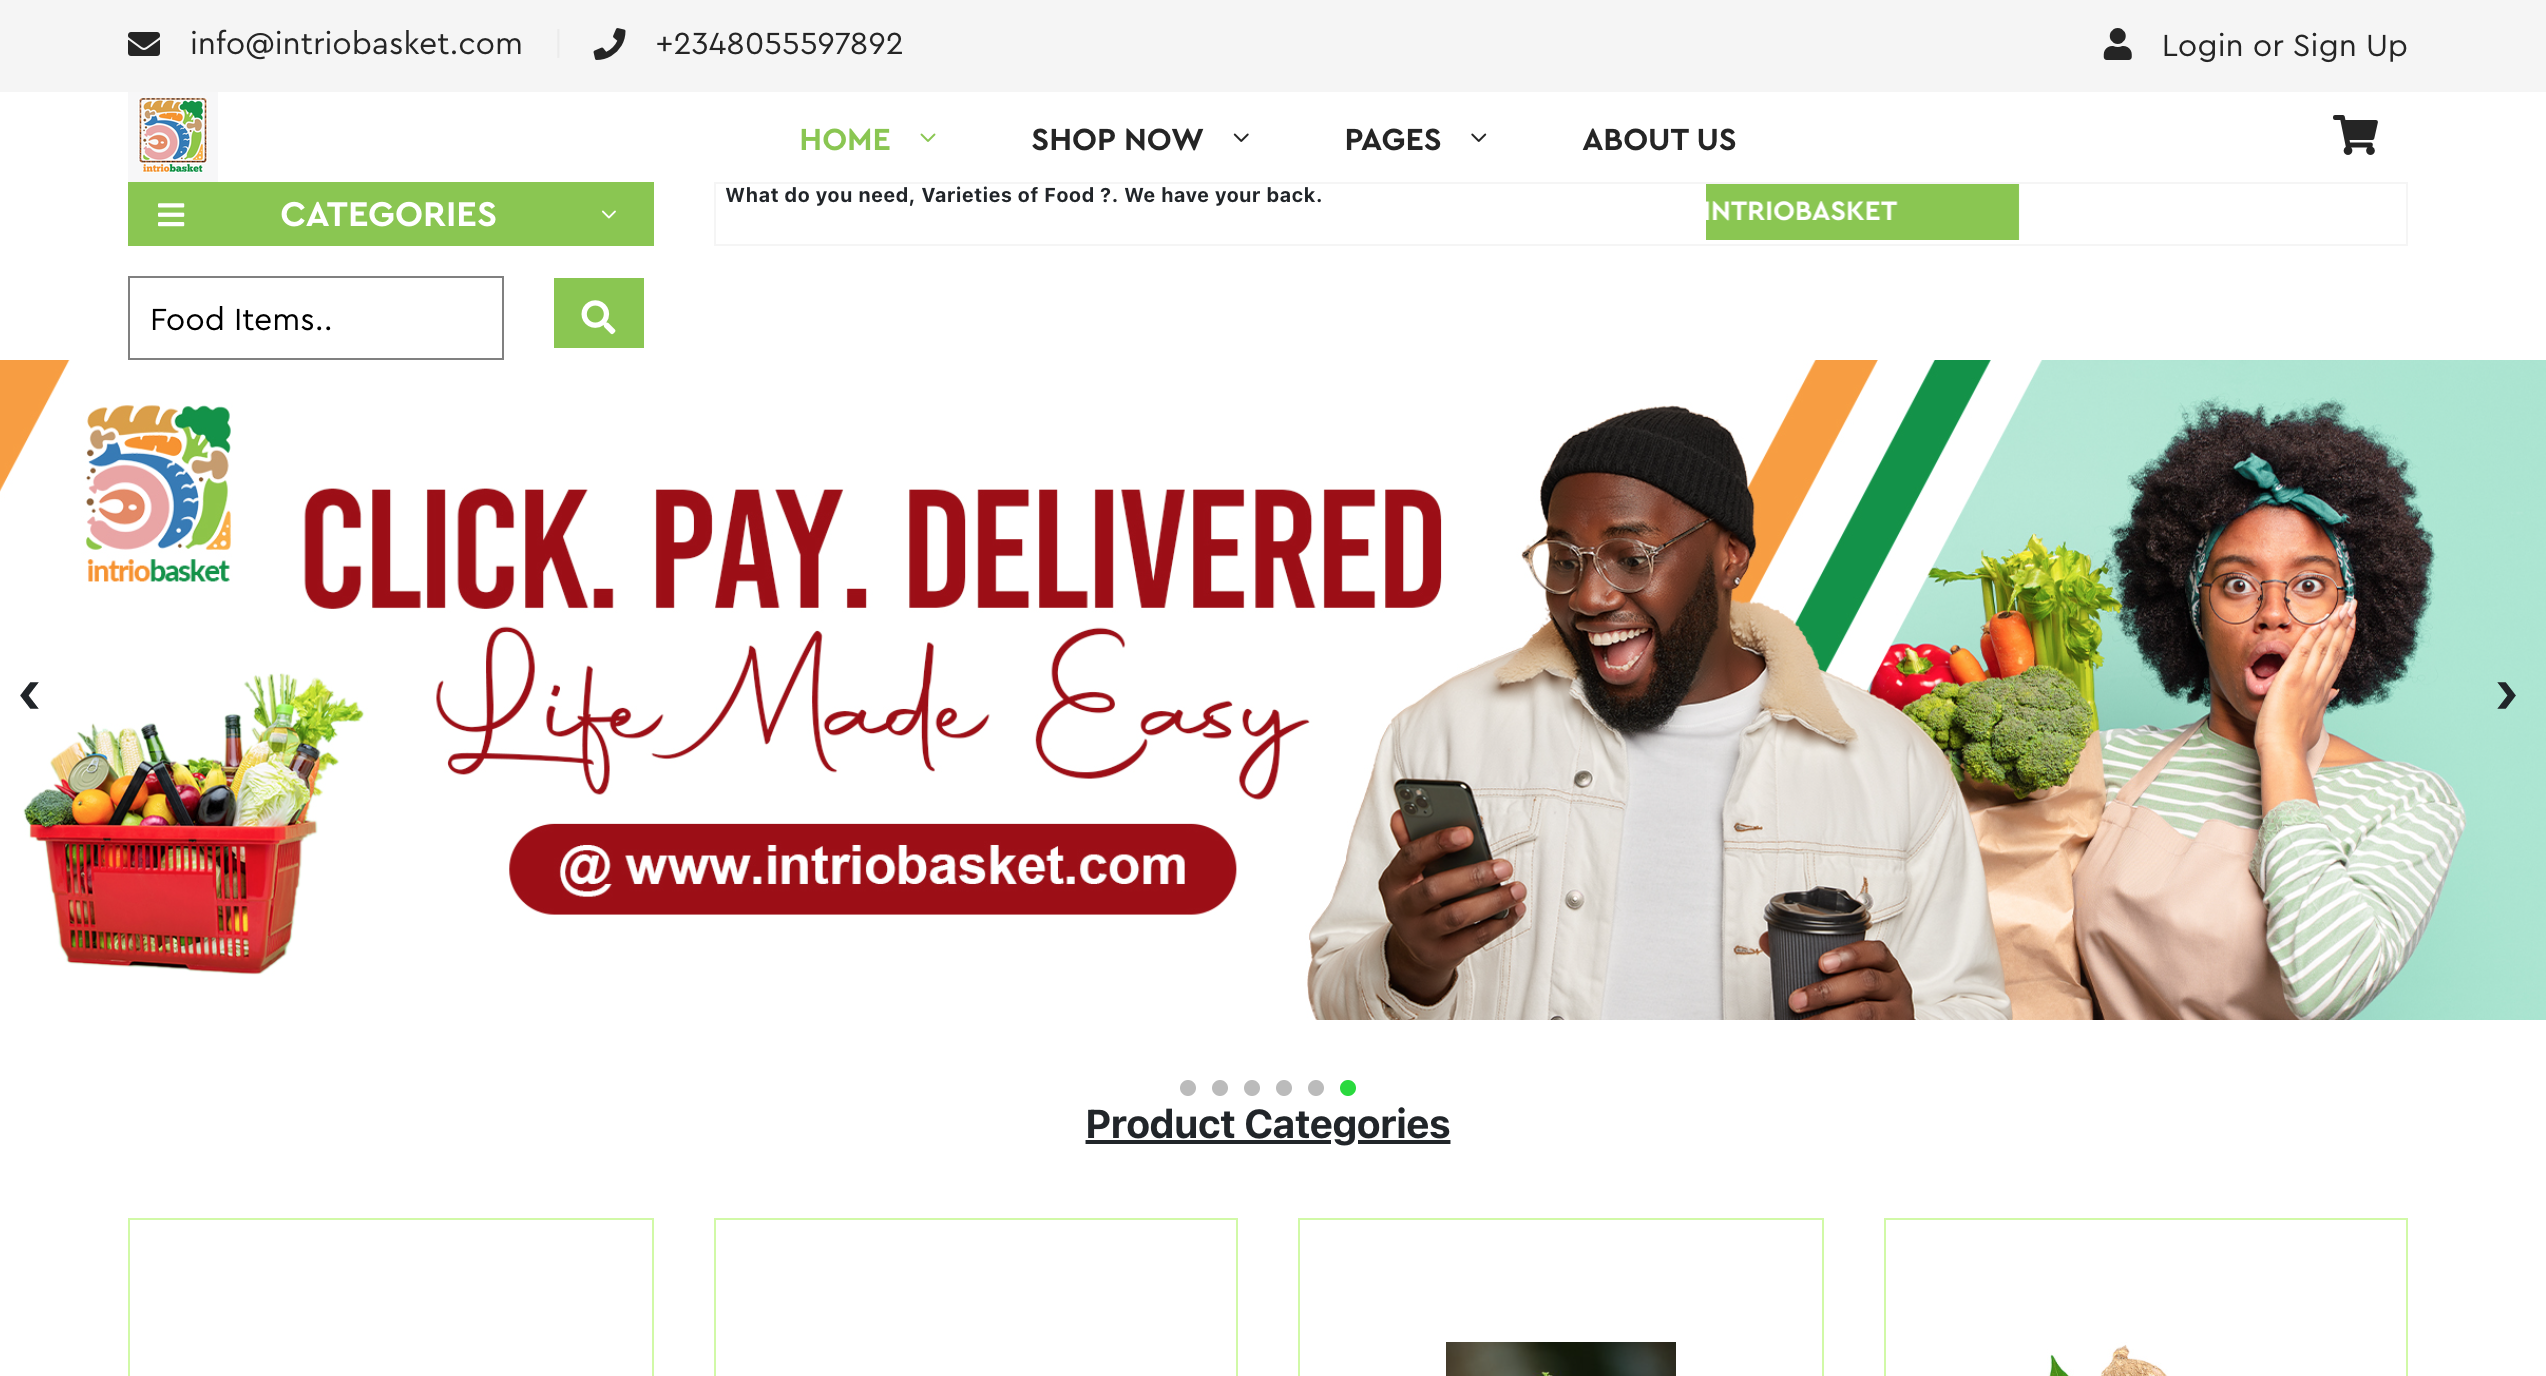 info@intriobasket.com
+2348055597892
Login or Sign Up
intriobasket
HOME
SHOP NOW
PAGES
ABOUT US
CATEGORIES
What do you need, Varieties of Food ?. We have your back.
INTRIOBASKET
Food Items..
intriobasket
CLICK. PAY. DELIVERED
Life Made Easy
@ www.intriobasket.com
Product Categories